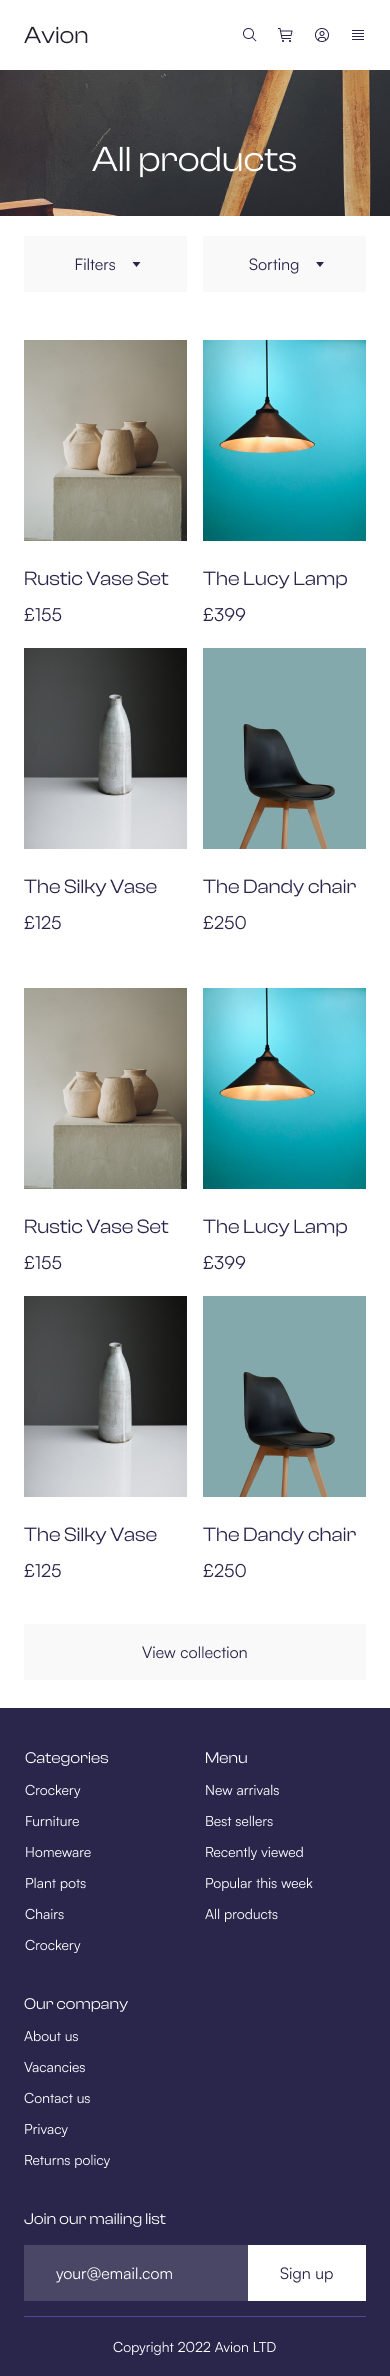 Avion
All products
Filters
Sorting
Rustic Vase Set
The Lucy Lamp
£155
£399
The Silky Vase
The Dandy chair
£125
£250
Rustic Vase Set
The Lucy Lamp
£155
£399
The Silky Vase
The Dandy chair
£125
£250
View collection
Categories
Crockery
Furniture
Homeware
Plant pots
Chairs
Crockery
Menu
New arrivals
Best sellers
Recently viewed
Popular this week
All products
Our company
About us
Vacancies
Contact us
Privacy
Returns policy
Join our mailing list
your@email.com
Sign up
Copyright 2022 Avion LTD